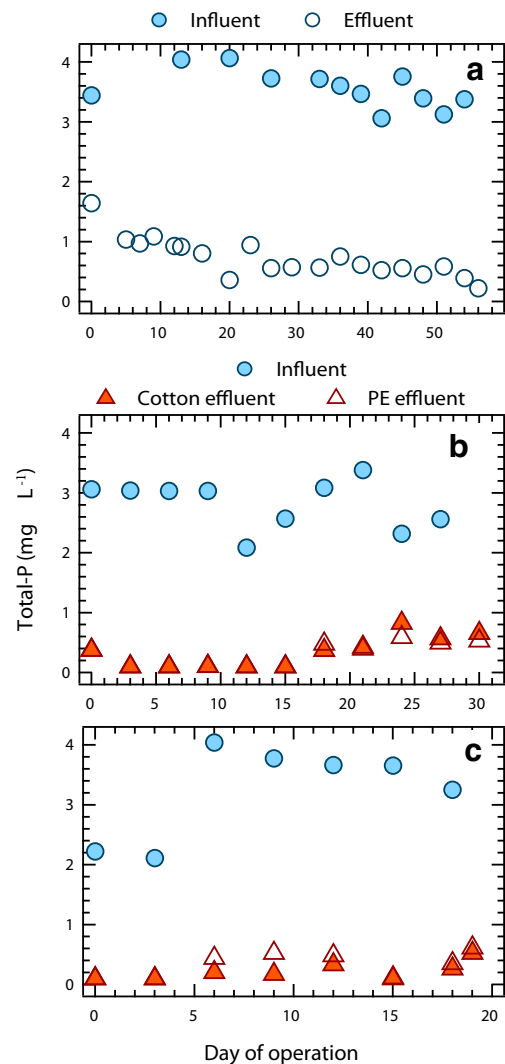 Influent Effluent
a
4
3
2
1
0
0 10 20 30 40 50
Influent
Cotton effluent PE effluent
b
4
3
2
1
0
0 5 10 15 20 25 30
Total-P (mg L-1)
c
4
3
2
1
0
0 5 10 15 20
Day of operation